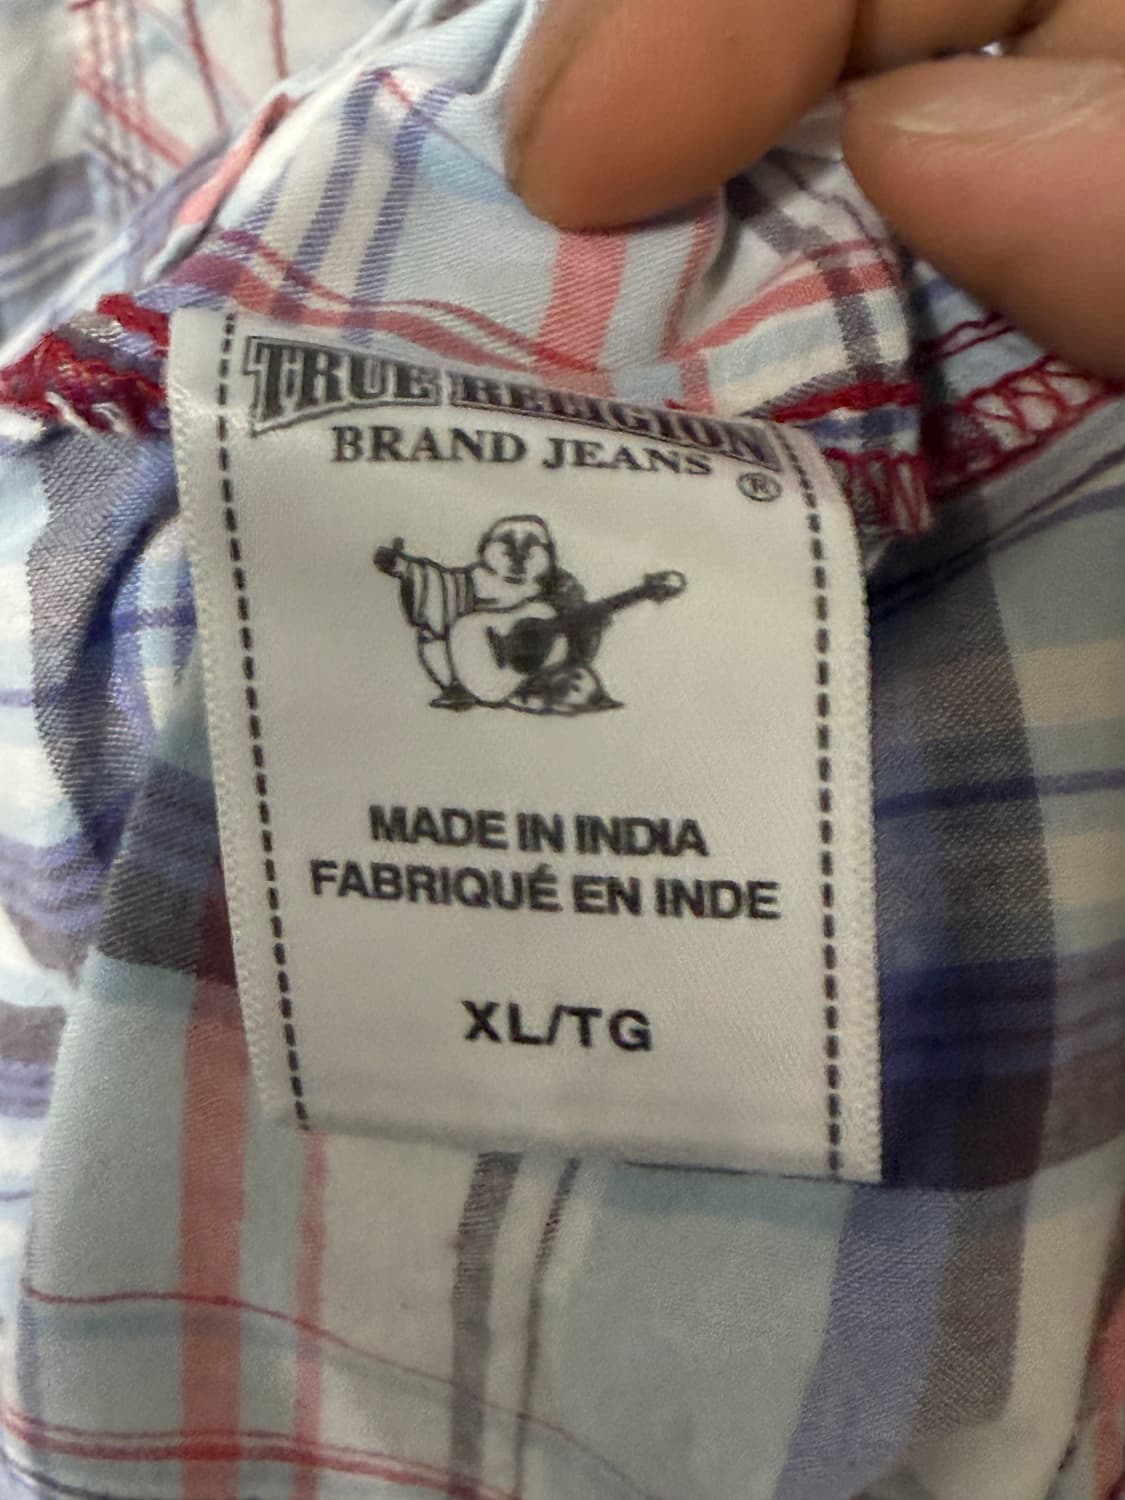 TRUE RELIGION
BRAND JEANS
®
MADE IN INDIA
FABRIQUÉ EN INDE
XL/TG